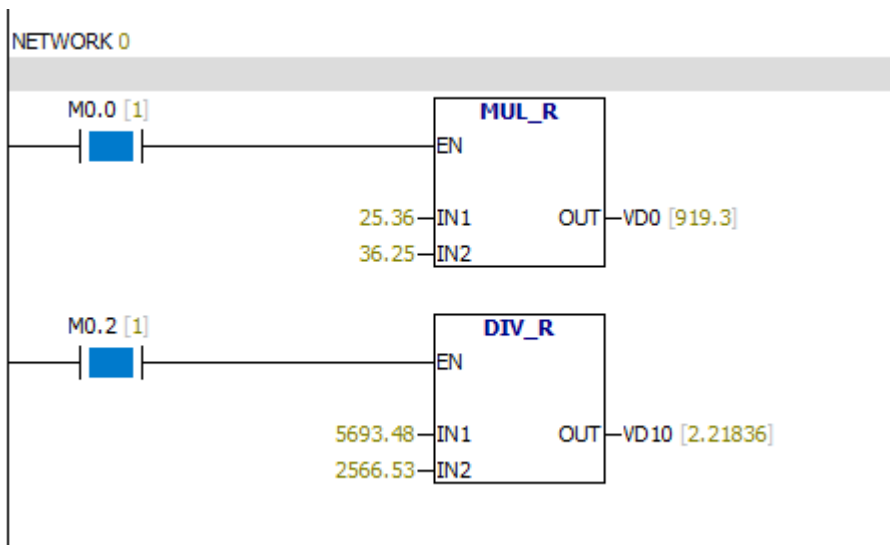 NETWORK 0
M0.0 [1]
MUL_R
EN
25.36 IN1 OUT VD0 [919.3]
36.25 IN2
M0.2 [1]
DIV_R
EN
5693.48 IN1 OUT VD10 [2.21836]
2566.53 IN2